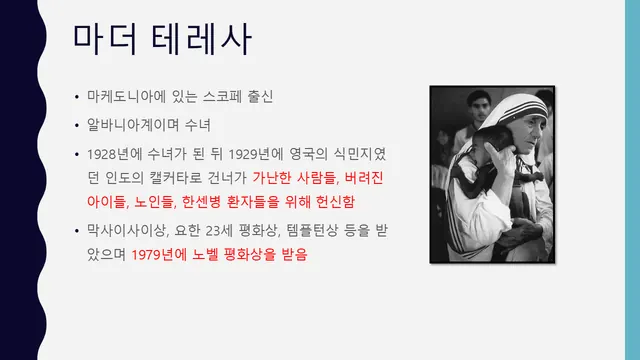 마더 테레사
• 마케도니아에 있는 스코페 출신
• 알바니아계이며 수녀
• 1928년에 수녀가 된 뒤 1929년에 영국의 식민지였
던 인도의 캘커타로 건너가 가난한 사람들, 버려진
아이들, 노인들, 한센병 환자들을 위해 헌신함
• 막사이사이상, 요한 23세 평화상, 템플턴상 등을 받
았으며 1979년에 노벨 평화상을 받음